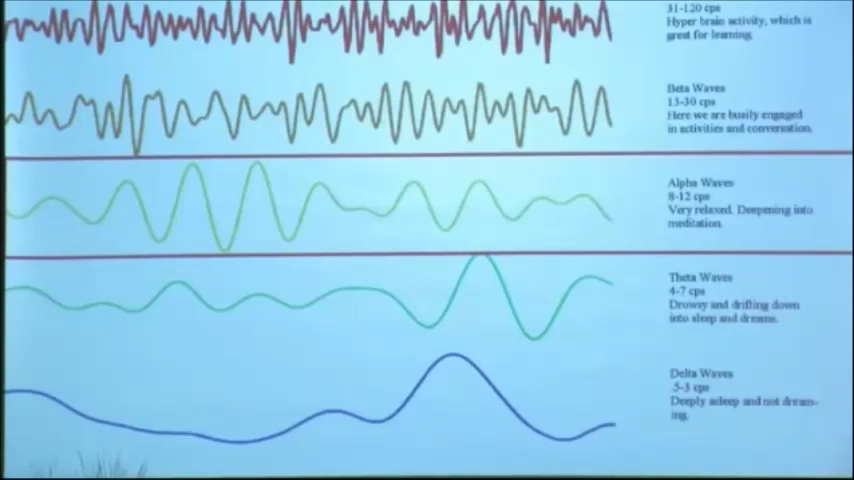 31-120 cps
Hyper brain activity, which is
great for learning.
Beta Waves
13-30 cps
Here we are busily engaged
in activities and conversation.
Alpha Waves
8-12 cps
Very relaxed. Deepening into
meditation.
Theta Waves
4-7 cps
Drowsy and drifting down
into sleep and dreams.
Delta Waves
.5-3 cps
Deeply asleep and not dream-
ing.